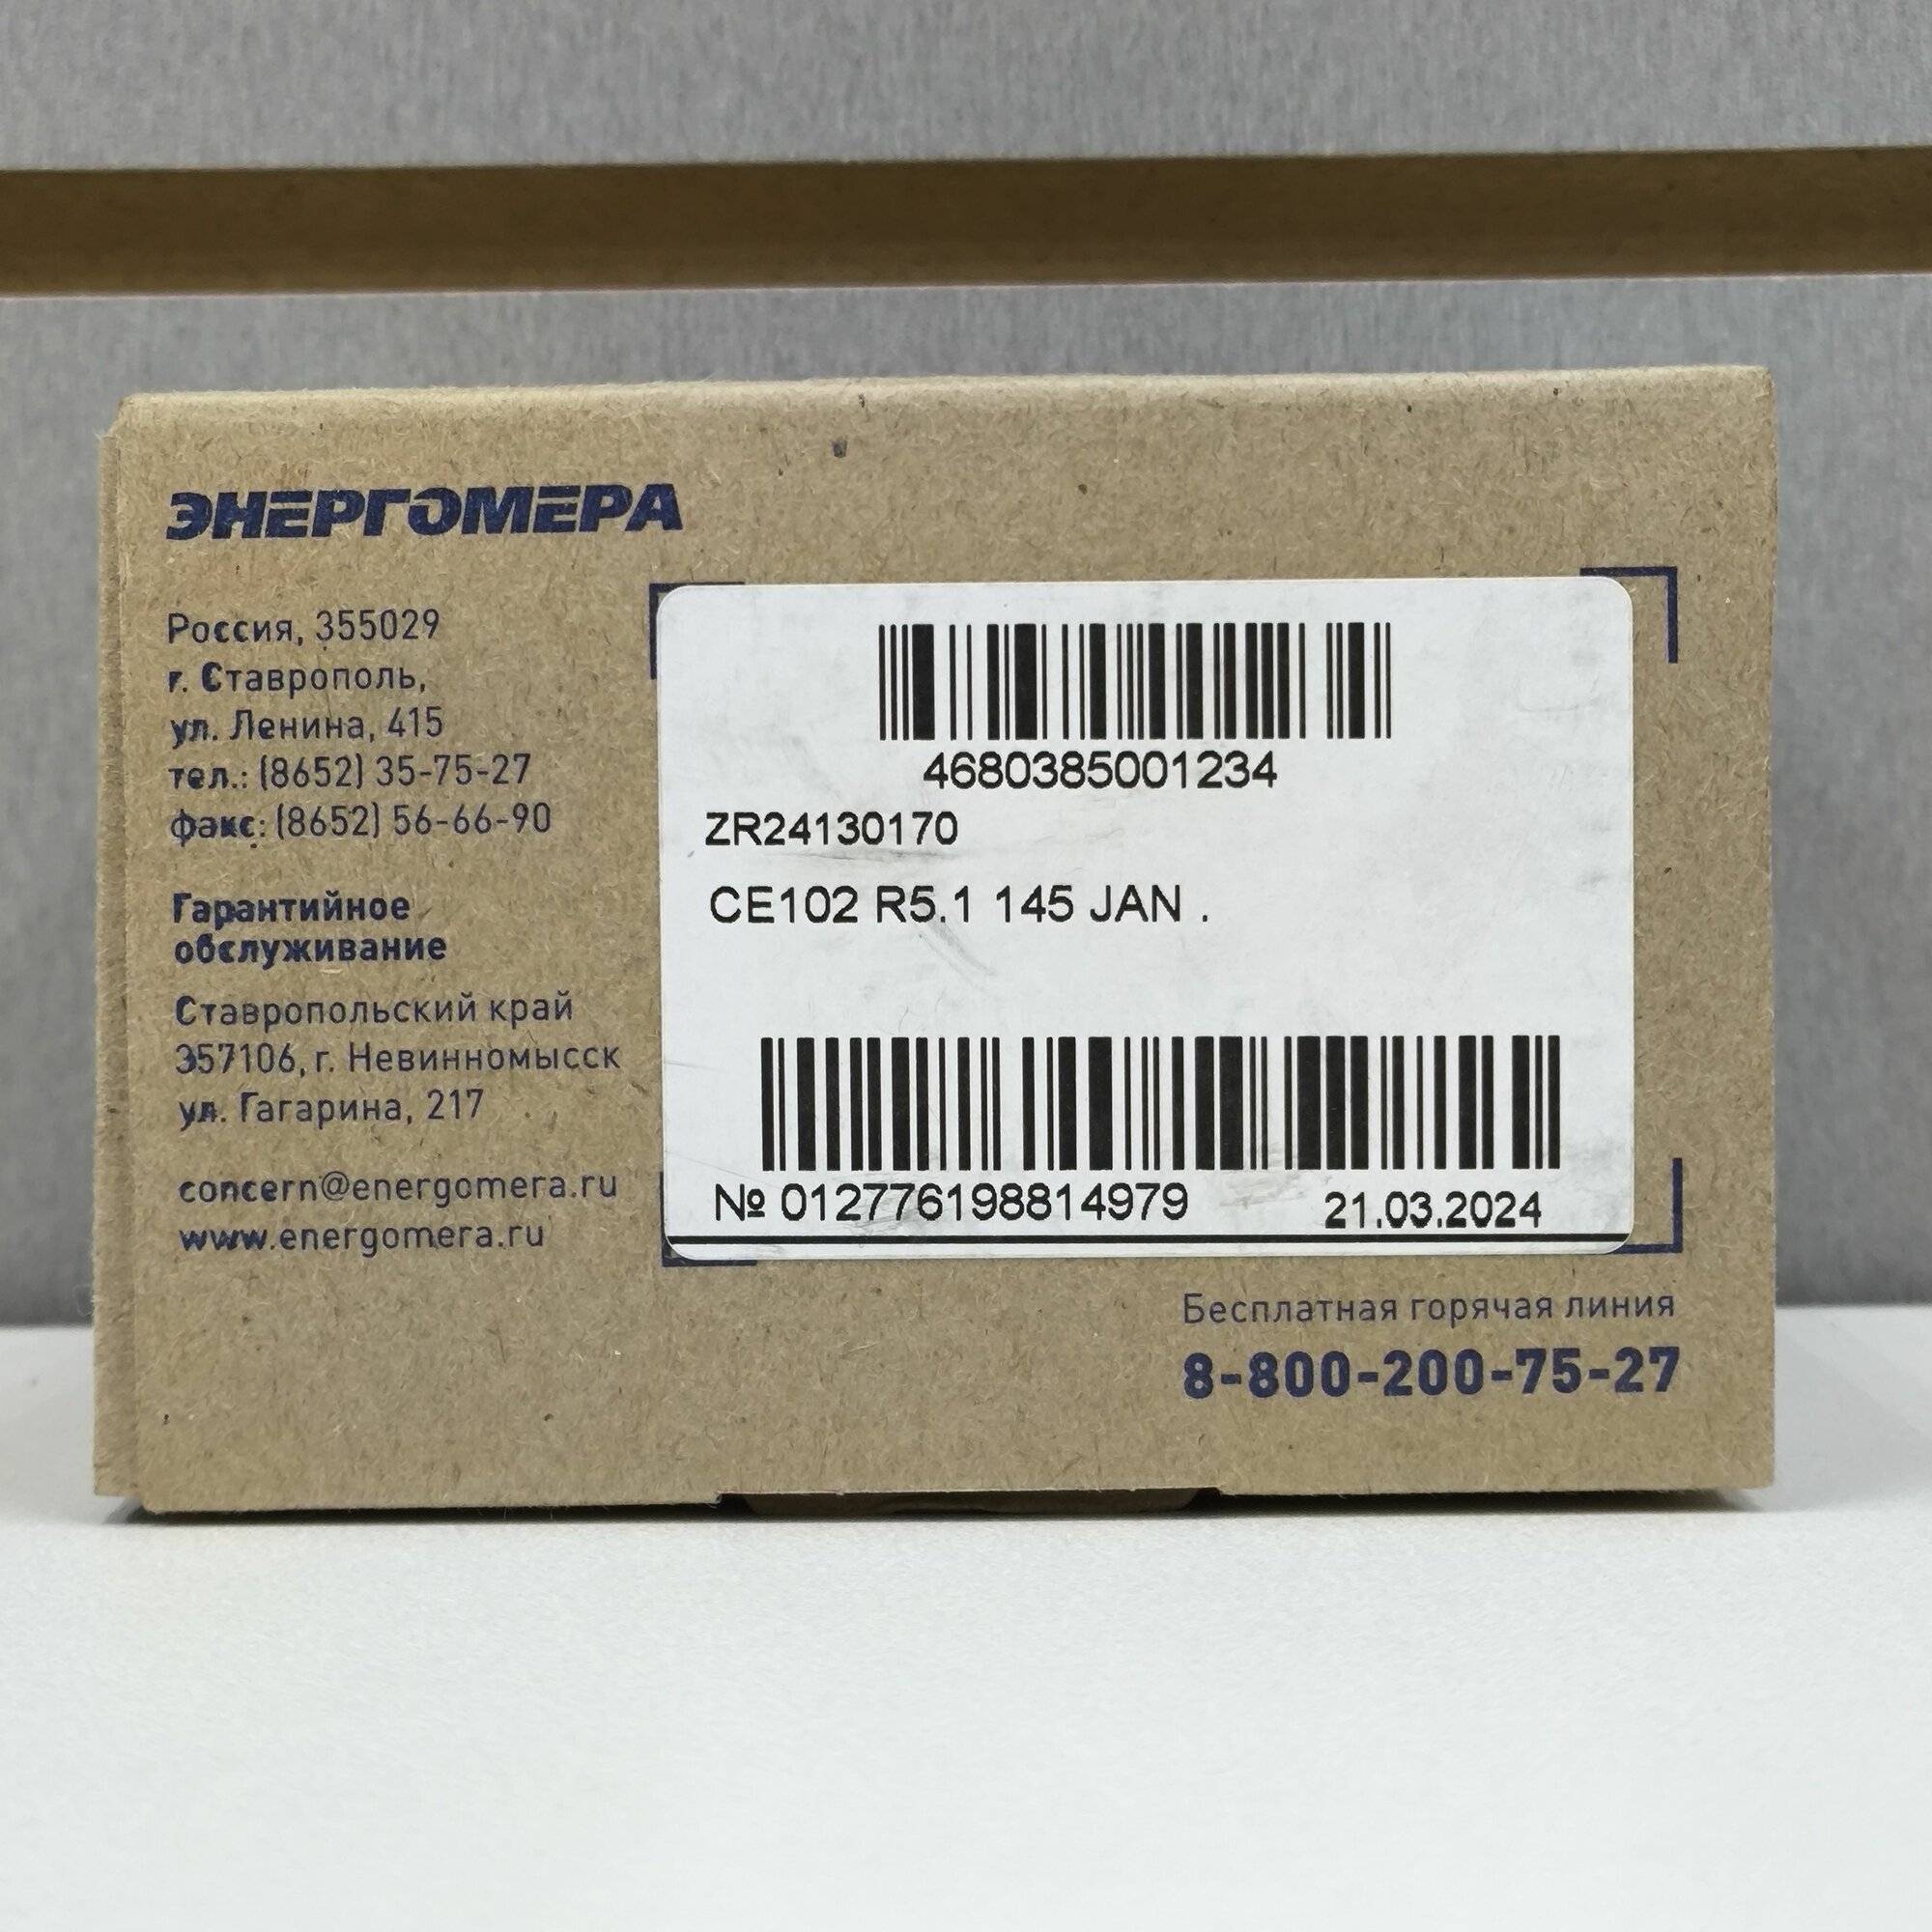 ЭНЕРГОМЕРА
Россия, 355029
г. Ставрополь,
ул. Ленина, 415
тел.: (8652) 35-75-27
факс: (8652) 56-66-90
Гарантийное
обслуживание
Ставропольский край
357106, г. Невинномысск
ул. Гагарина, 217
concern@energomera.ru
www.energomera.ru
4680385001234
ZR24130170
CE102 R5.1 145 JAN .
№ 012776198814979 21.03.2024
Бесплатная горячая линия
8-800-200-75-27